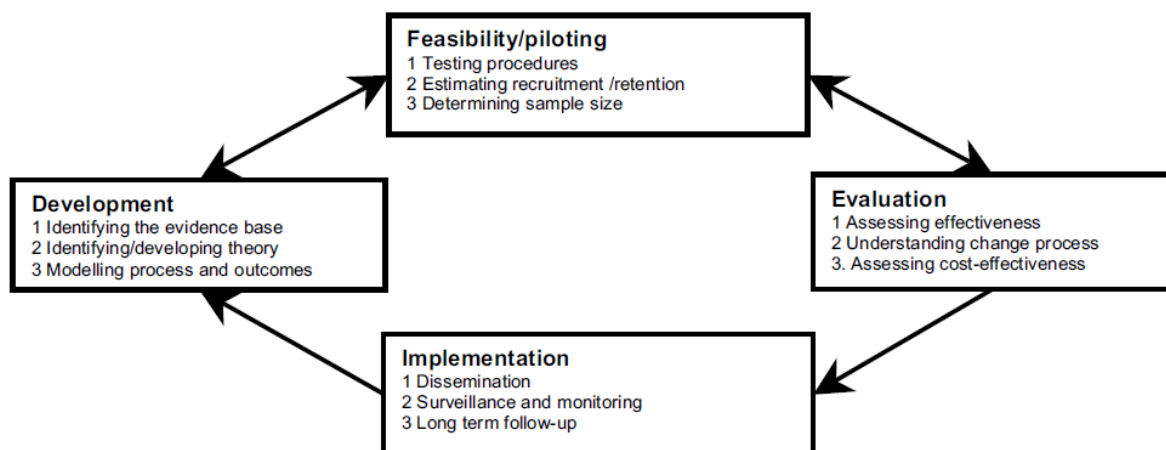 Feasibility/piloting
1 Testing procedures
2 Estimating recruitment /retention
3 Determining sample size
Development
1 Identifying the evidence base
2 Identifying/developing theory
3 Modelling process and outcomes
Evaluation
1 Assessing effectiveness
2 Understanding change process
3. Assessing cost-effectiveness
Implementation
1 Dissemination
2 Surveillance and monitoring
3 Long term follow-up